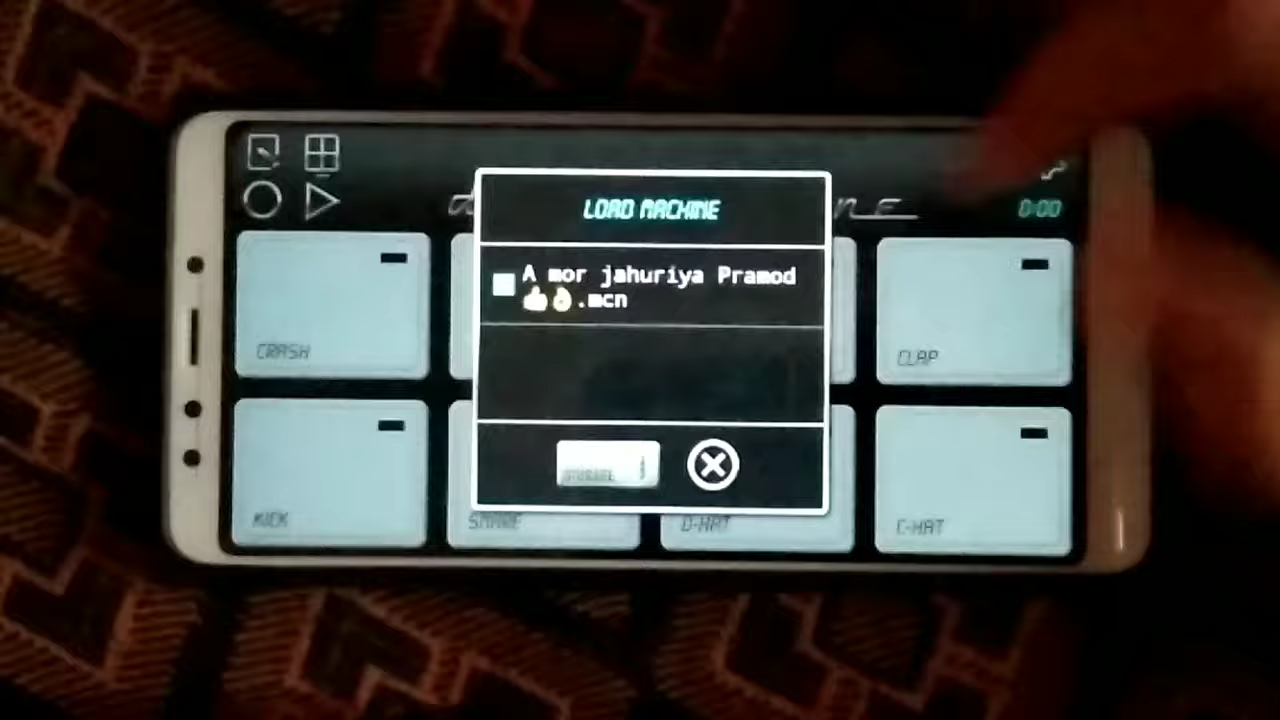 LOAD MACHINE
0:00
A mor jahuriya Pramod
👍👌.mcn
CRASH
CLAP
KICK
SNARE
O-HAT
C-HAT